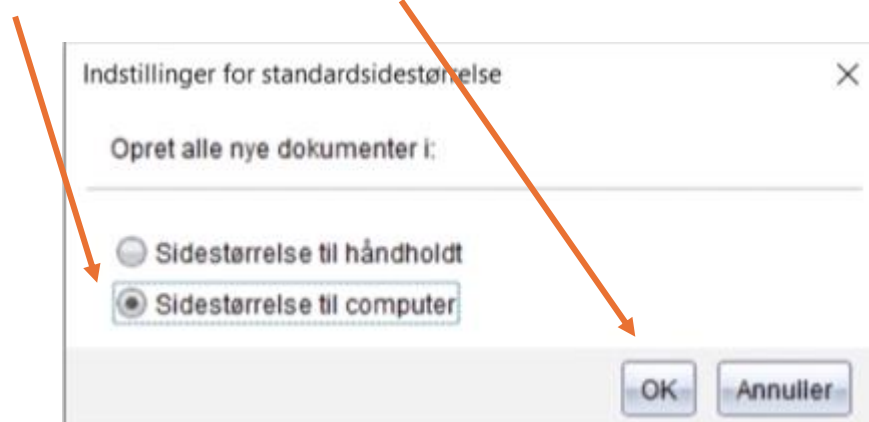 Indstillinger for standardsidestørrelse
Opret alle nye dokumenter i:
Sidestørrelse til håndholdt
Sidestørrelse til computer
OK Annuller